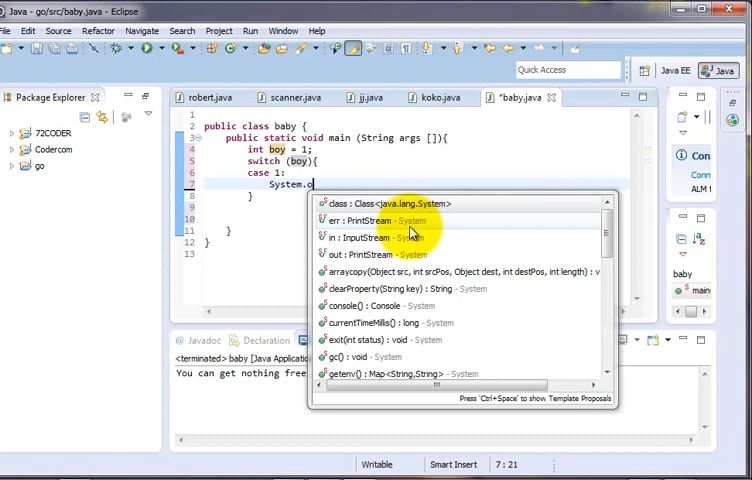 Java - go/src/baby.java - Eclipse
File Edit Source Refactor Navigate Search Project Run Window Help
Quick Access
Java EE
Java
Package Explorer
robert.java
scanner.java
jj.java
koko.java
*baby.java
72CODER
Codercom
go
1
2 public class baby {
3 public static void main (String args []){
4 int boy = 1;
5 switch (boy){
6 case 1:
7 System.o
8 }
9
10
11 }
12 }
13
class : Class<java.lang.System>
err : PrintStream - System
in : InputStream - System
out : PrintStream - System
arraycopy(Object src, int srcPos, Object dest, int destPos, int length) : v
clearProperty(String key) : String - System
console() : Console - System
currentTimeMillis() : long - System
exit(int status) : void - System
gc() : void - System
getenv() : Map<String,String> - System
Press 'Ctrl+Space' to show Template Proposals
Con
Conn
ALM t
baby
main
Javadoc
Declaration
<terminated> baby [Java Applicatio
You can get nothing free
Writable
Smart Insert
7 : 21